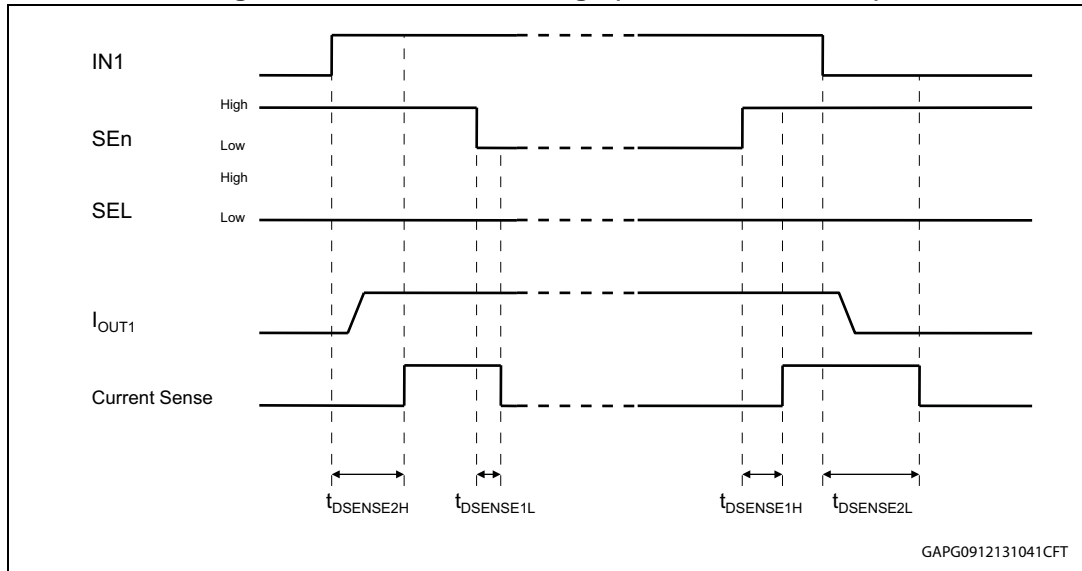 IN1
High
SEn
Low
High
SEL
Low
IOUT1
Current Sense
tDSENSE2H tDSENSE1L tDSENSE1H tDSENSE2L
GAPG0912131041CFT